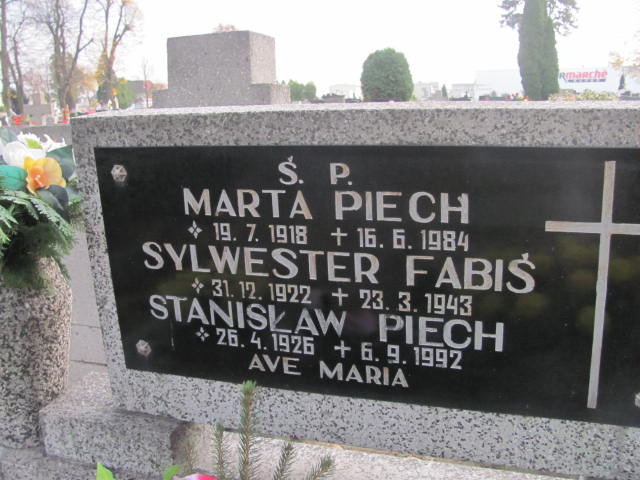 Ś. P.
MARTA PIECH
19. 7. 1918 + 16. 6. 1984
SYLWESTER FABIŚ
31. 12. 1922 + 23. 3. 1943
STANISŁAW PIECH
26. 4. 1926 + 6. 9. 1992
AVE MARIA